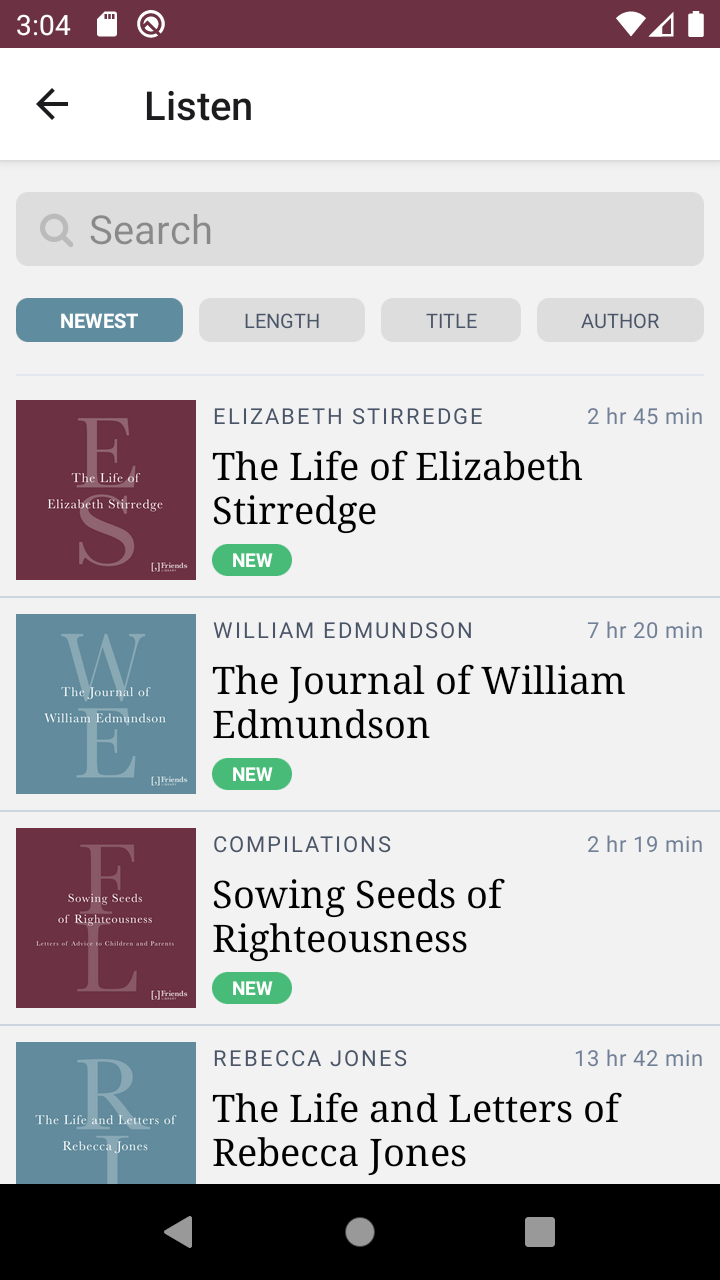 3:04
Listen
Search
NEWEST LENGTH TITLE AUTHOR
ELIZABETH STIRREDGE 2 hr 45 min
The Life of Elizabeth
Stirredge
NEW
E
S
The Life of
Elizabeth Stirredge
Friends
LIBRARY
WILLIAM EDMUNDSON 7 hr 20 min
The Journal of William
Edmundson
NEW
W
E
The Journal of
William Edmundson
Friends
LIBRARY
COMPILATIONS 2 hr 19 min
Sowing Seeds of
Righteousness
NEW
F
L
Sowing Seeds
of Righteousness
Letters of Advice to Children and Parents
Friends
LIBRARY
REBECCA JONES 13 hr 42 min
The Life and Letters of
Rebecca Jones
R
The Life and Letters of
Rebecca Jones